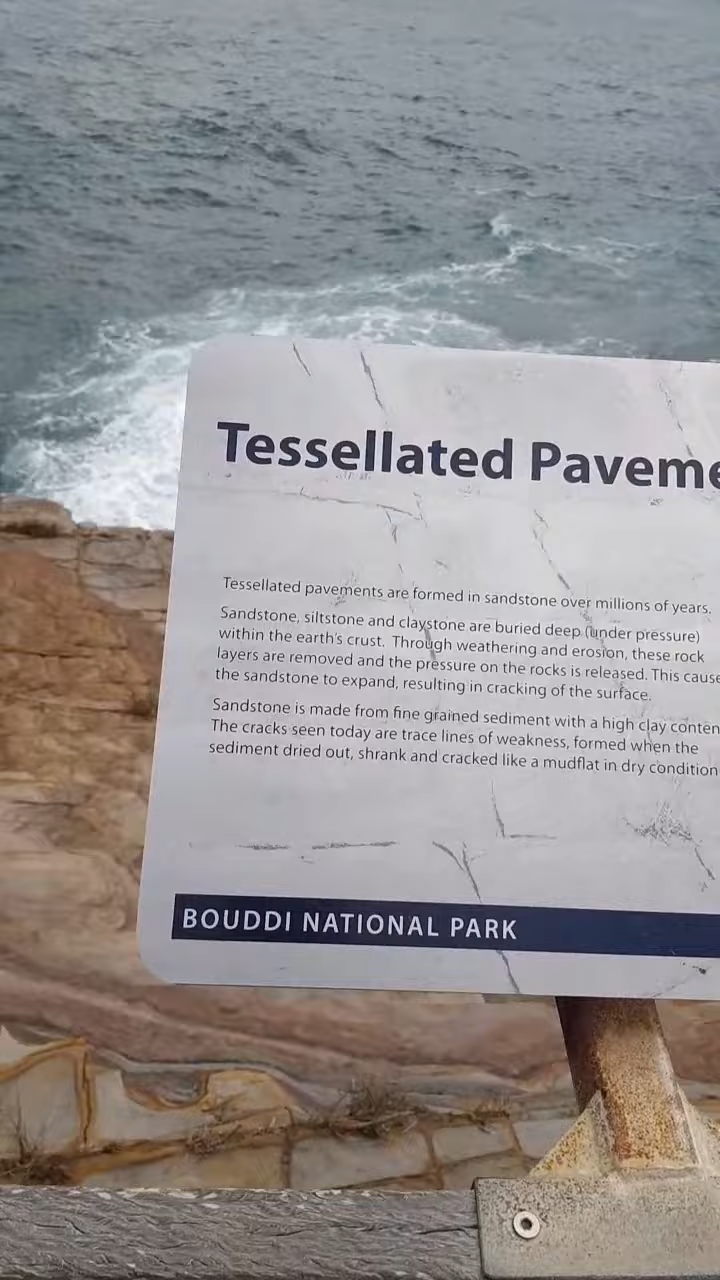 Tessellated Paveme
Tessellated pavements are formed in sandstone over millions of years.
Sandstone, siltstone and claystone are buried deep (under pressure)
within the earth's crust. Through weathering and erosion, these rock
layers are removed and the pressure on the rocks is released. This cause
the sandstone to expand, resulting in cracking of the surface.
Sandstone is made from fine grained sediment with a high clay conten
The cracks seen today are trace lines of weakness, formed when the
sediment dried out, shrank and cracked like a mudflat in dry condition
BOUDDI NATIONAL PARK